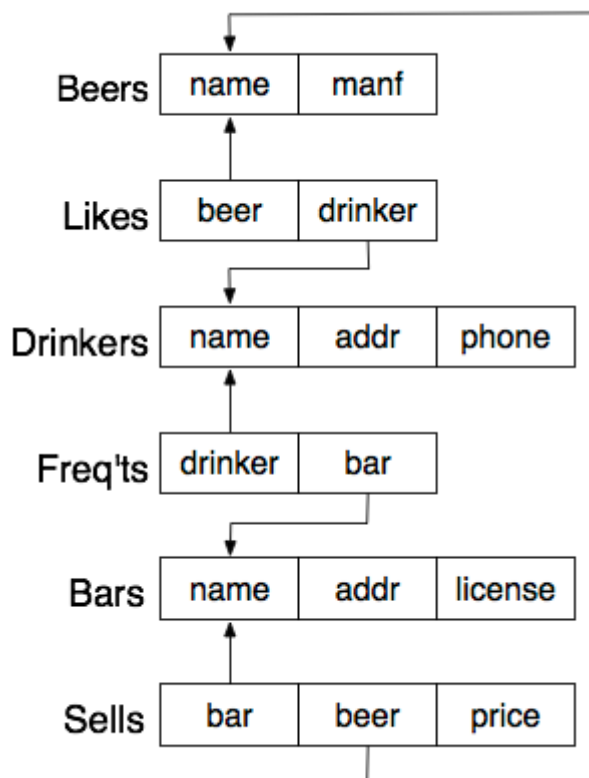 Beers name manf
Likes beer drinker
Drinkers name addr phone
Freq'ts drinker bar
Bars name addr license
Sells bar beer price